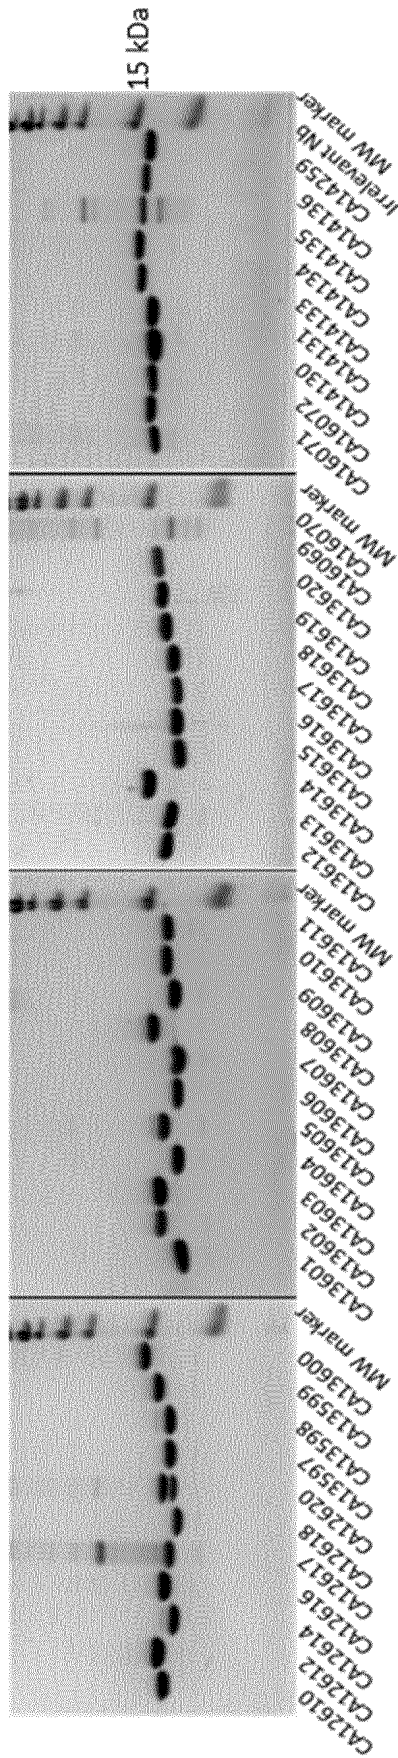 15 kDa
MW marker
Irrelevant Nb
CA14259
CA14136
CA14135
CA14134
CA14133
CA14131
CA14130
CA16072
CA16071
MW marker
CA16070
CA16069
CA13620
CA13619
CA13618
CA13617
CA13616
CA13615
CA13614
CA13613
CA13612
MW marker
CA13611
CA13610
CA13609
CA13608
CA13607
CA13606
CA13605
CA13604
CA13603
CA13602
CA13601
MW marker
CA13600
CA13599
CA13598
CA13597
CA12620
CA12618
CA12617
CA12616
CA12614
CA12612
CA12610